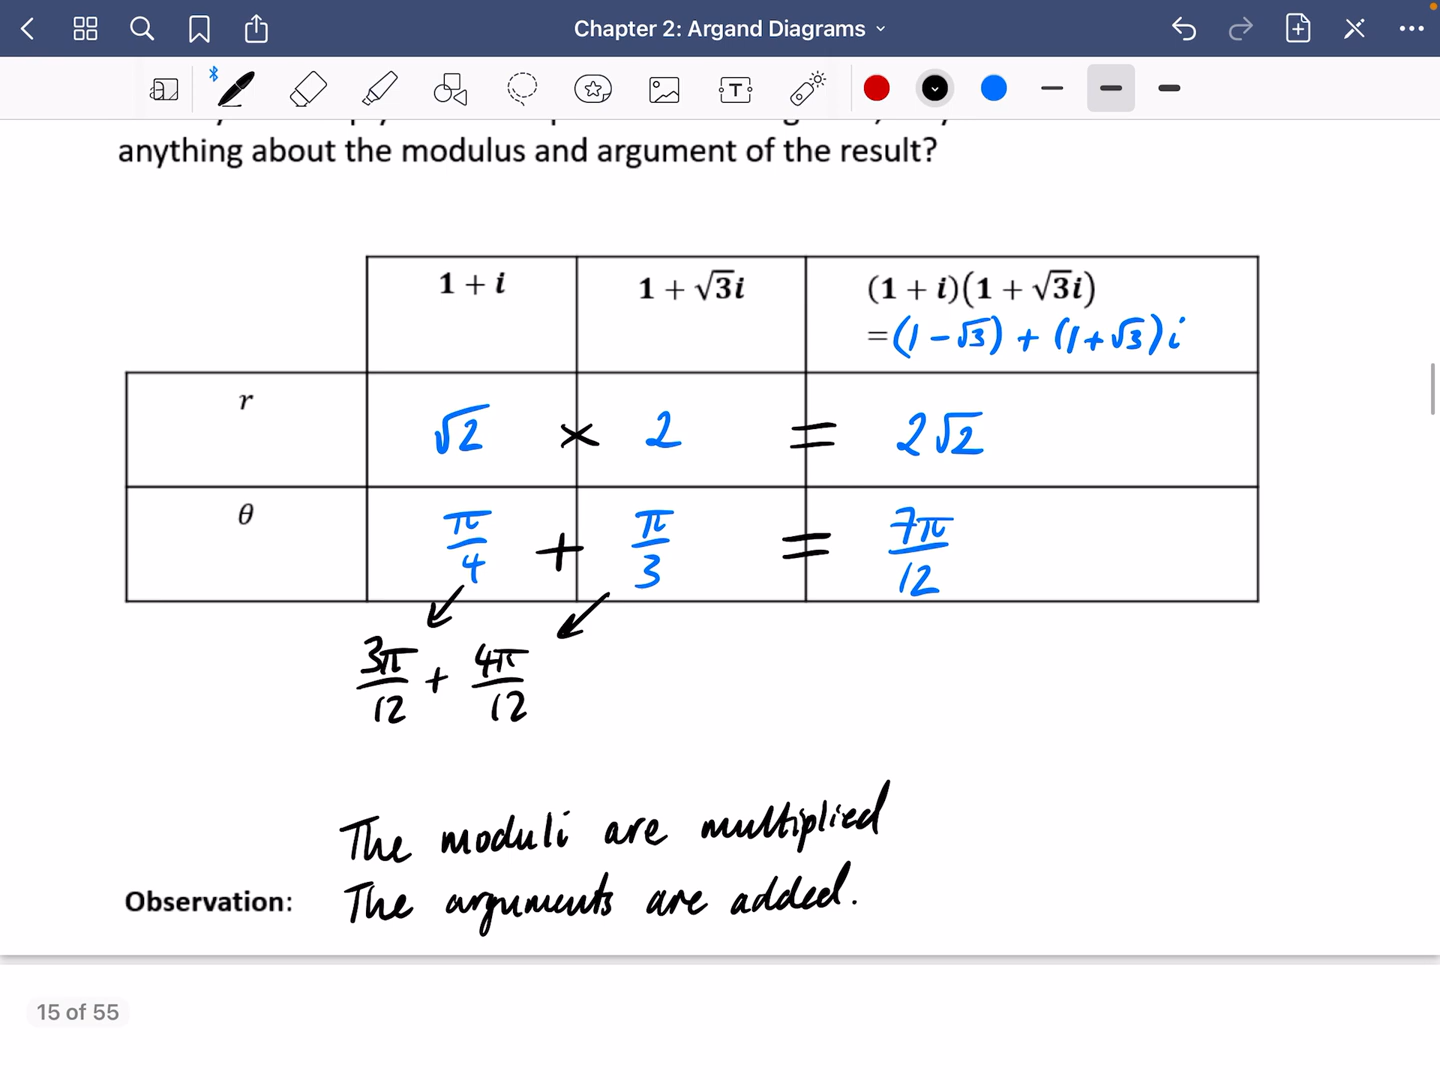 Chapter 2: Argand Diagrams
T
anything about the modulus and argument of the result?
1 + i
1 + √3i
(1 + i)(1 + √3i)
= (1 - √3) + (1 + √3)i
r
√2 × 2 = 2√2
θ
π/4 + π/3 = 7π/12
3π/12 + 4π/12
The moduli are multiplied
Observation: The arguments are added.
15 of 55